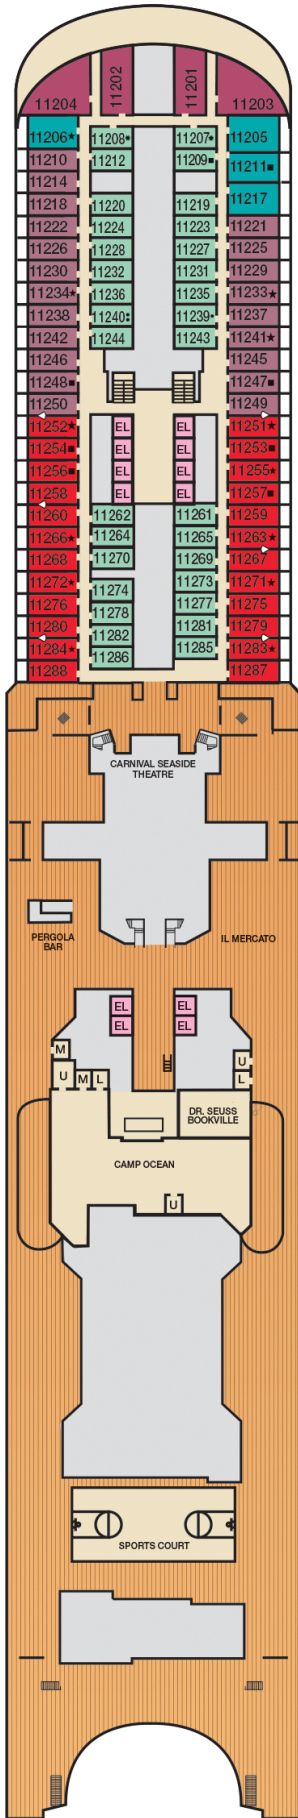 11204 11202 11201 11203
11206★ 11208• 11207• 11205
11210 11212 11209■ 11211■
11214
11218 11220 11219 11217
11222 11224 11223 11221
11226 11228 11227 11225
11230 11232 11231 11229
11234★ 11236 11235 11233★
11238 11240 11239 11237
11242 11244 11243 11241★
11246 11245
11248■ 11247■
11250 11249
11252★ EL EL 11251★
11254■ EL EL 11253■
11256■ EL EL 11255★
11258 EL EL 11257■
11260 11262 11261 11259
11266★ 11264 11265 11263★
11268 11270 11269 11267
11272★ 11274 11273 11271★
11276 11278 11277 11275
11280 11282 11281 11279
11284★ 11286 11285 11283★
11288 11287
CARNIVAL SEASIDE
THEATRE
PERGOLA
BAR
IL MERCATO
EL EL
EL EL
M
U M L U
L
DR. SEUSS
BOOKVILLE
CAMP OCEAN
U
SPORTS COURT